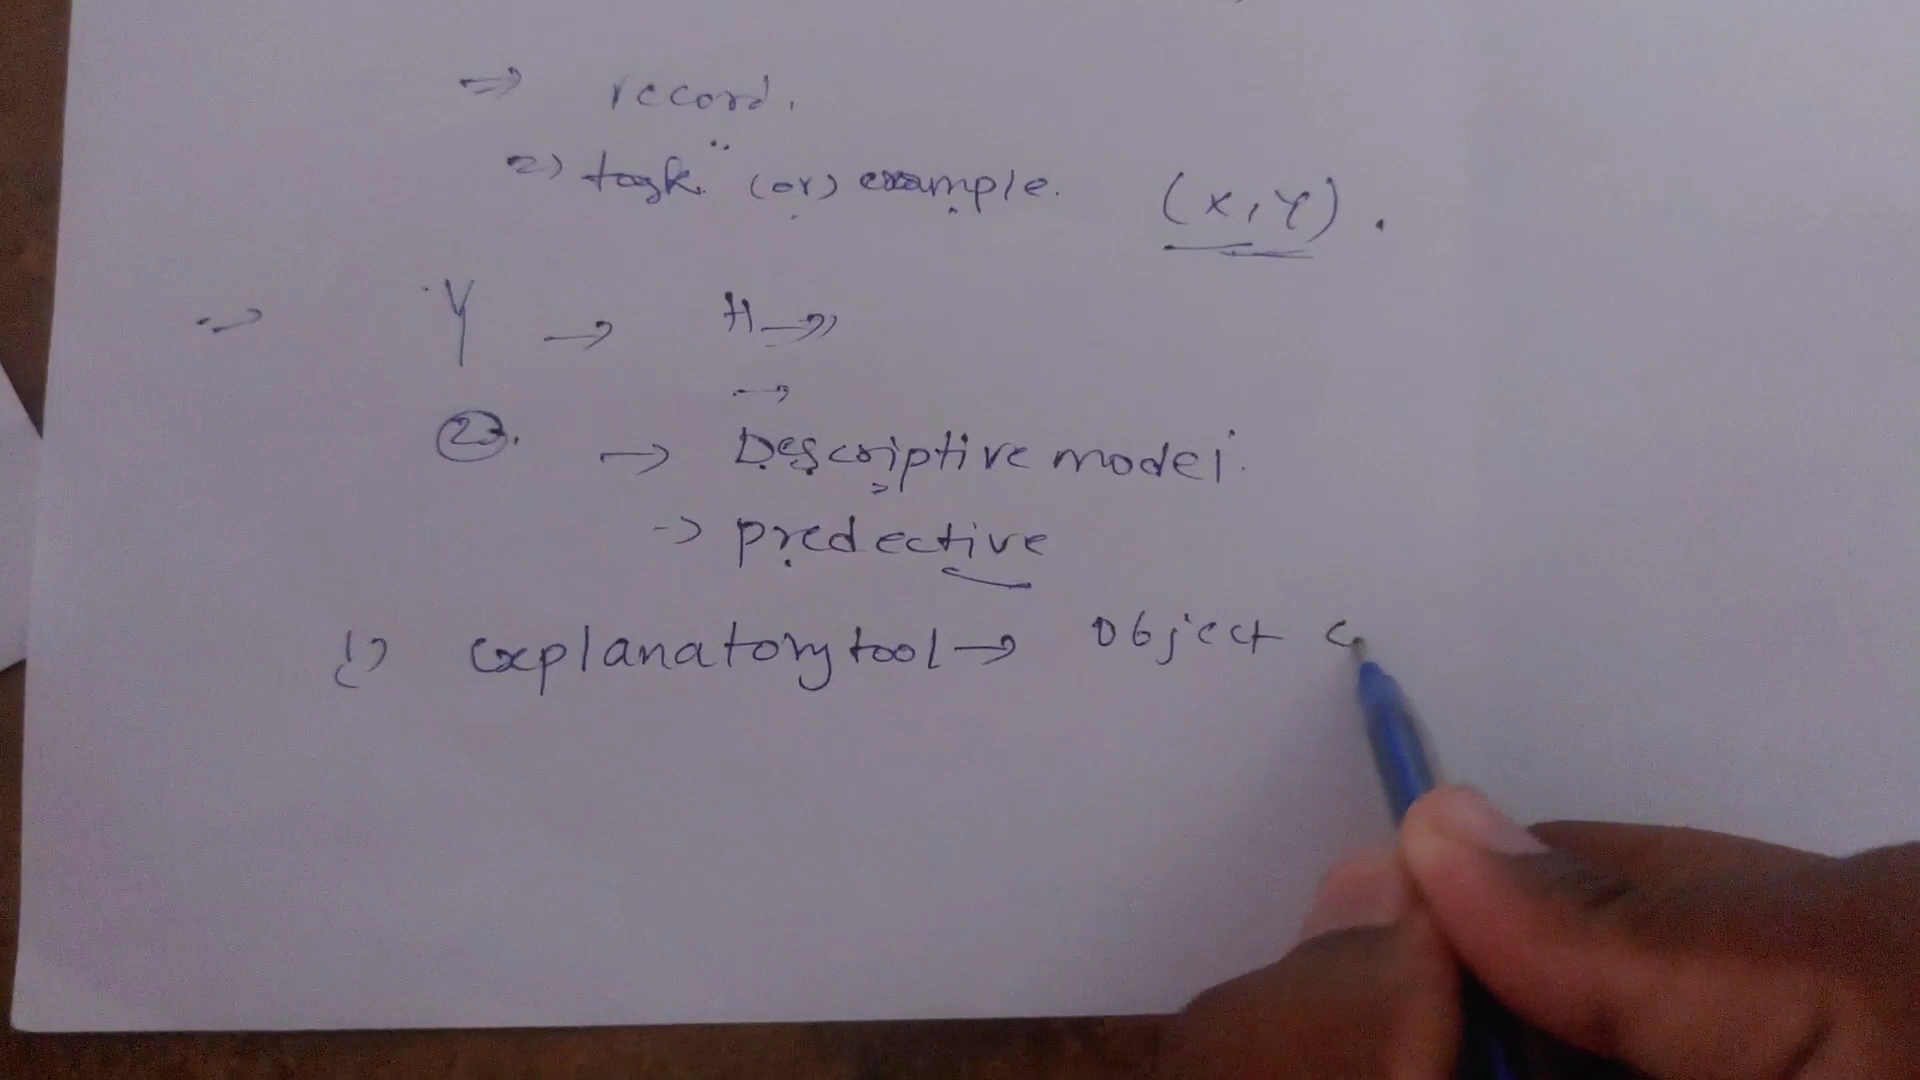 ⇒ record.
2) task (or) example. (X, Y).
Y → H →
2).
→ Descriptive model.
→ predective
1) explanatory tool → object